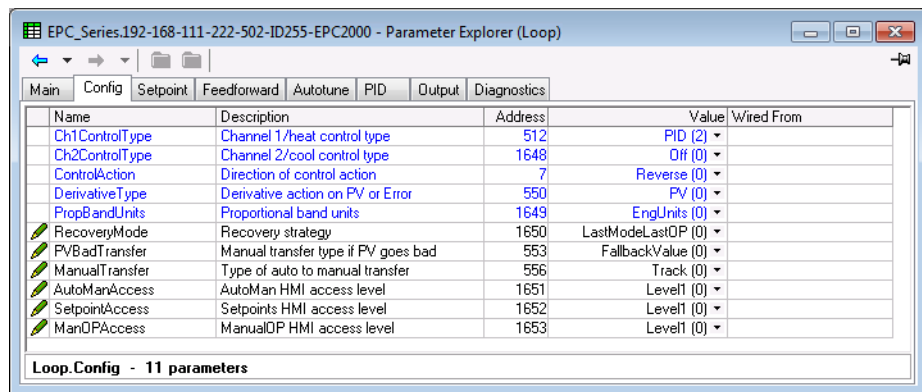 EPC_Series.192-168-111-222-502-ID255-EPC2000 - Parameter Explorer (Loop)
Main Config Setpoint Feedforward Autotune PID Output Diagnostics
Name Description Address Value Wired From
Ch1ControlType Channel 1/heat control type 512 PID (2)
Ch2ControlType Channel 2/cool control type 1648 Off (0)
ControlAction Direction of control action 7 Reverse (0)
DerivativeType Derivative action on PV or Error 550 PV (0)
PropBandUnits Proportional band units 1649 EngUnits (0)
RecoveryMode Recovery strategy 1650 LastModeLastOP (0)
PVBadTransfer Manual transfer type if PV goes bad 553 FallbackValue (0)
ManualTransfer Type of auto to manual transfer 556 Track (0)
AutoManAccess AutoMan HMI access level 1651 Level1 (0)
SetpointAccess Setpoints HMI access level 1652 Level1 (0)
ManOPAccess ManualOP HMI access level 1653 Level1 (0)
Loop.Config - 11 parameters